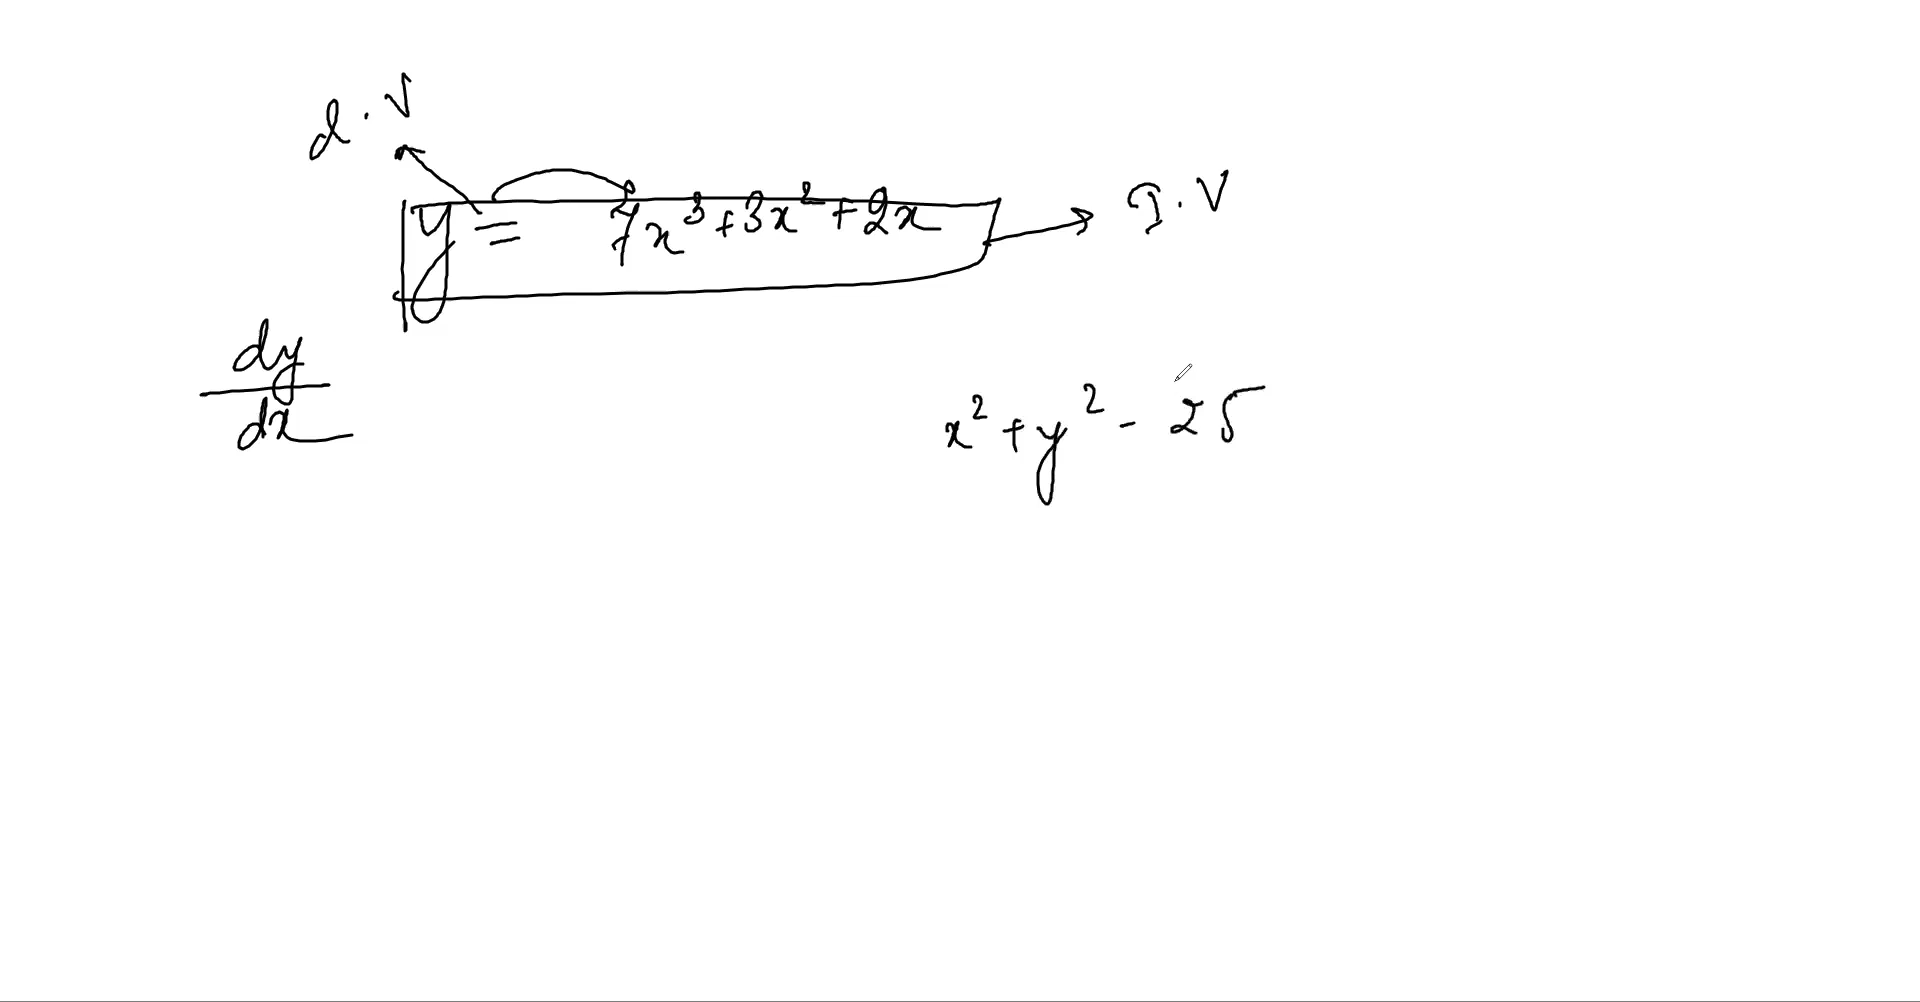 d.V
y = 7x³+3x²+2x
I.V
dy
dx
x²+y² - 25